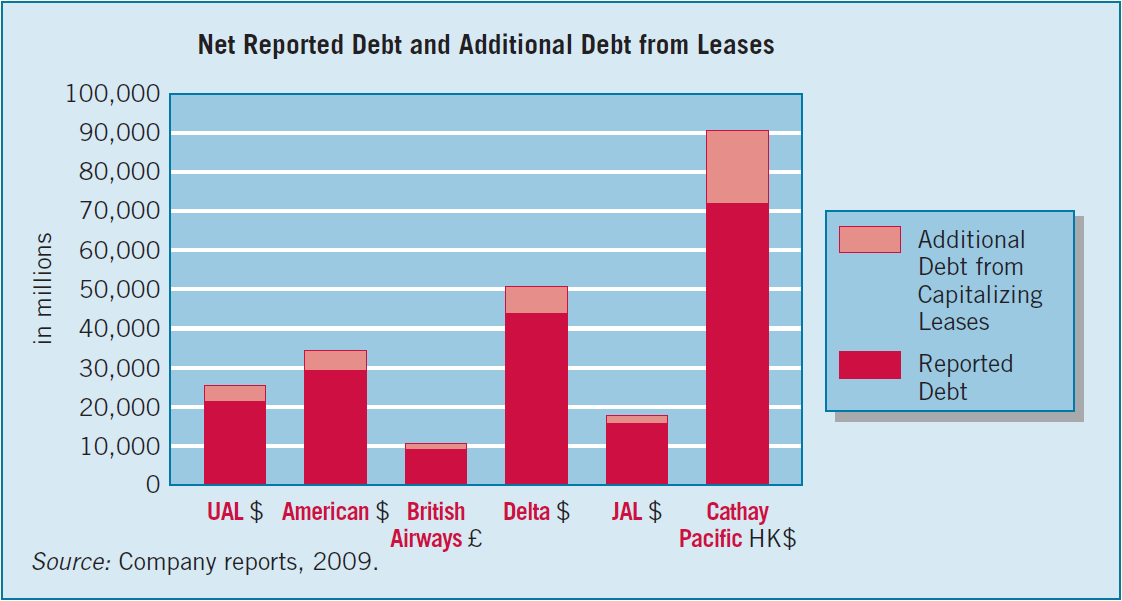 Net Reported Debt and Additional Debt from Leases
100,000
90,000
80,000
70,000
60,000
50,000
40,000
30,000
20,000
10,000
0
in millions
UAL $ American $ British Delta $ JAL $ Cathay
Airways £ Pacific HK$
Additional
Debt from
Capitalizing
Leases
Reported
Debt
Source: Company reports, 2009.